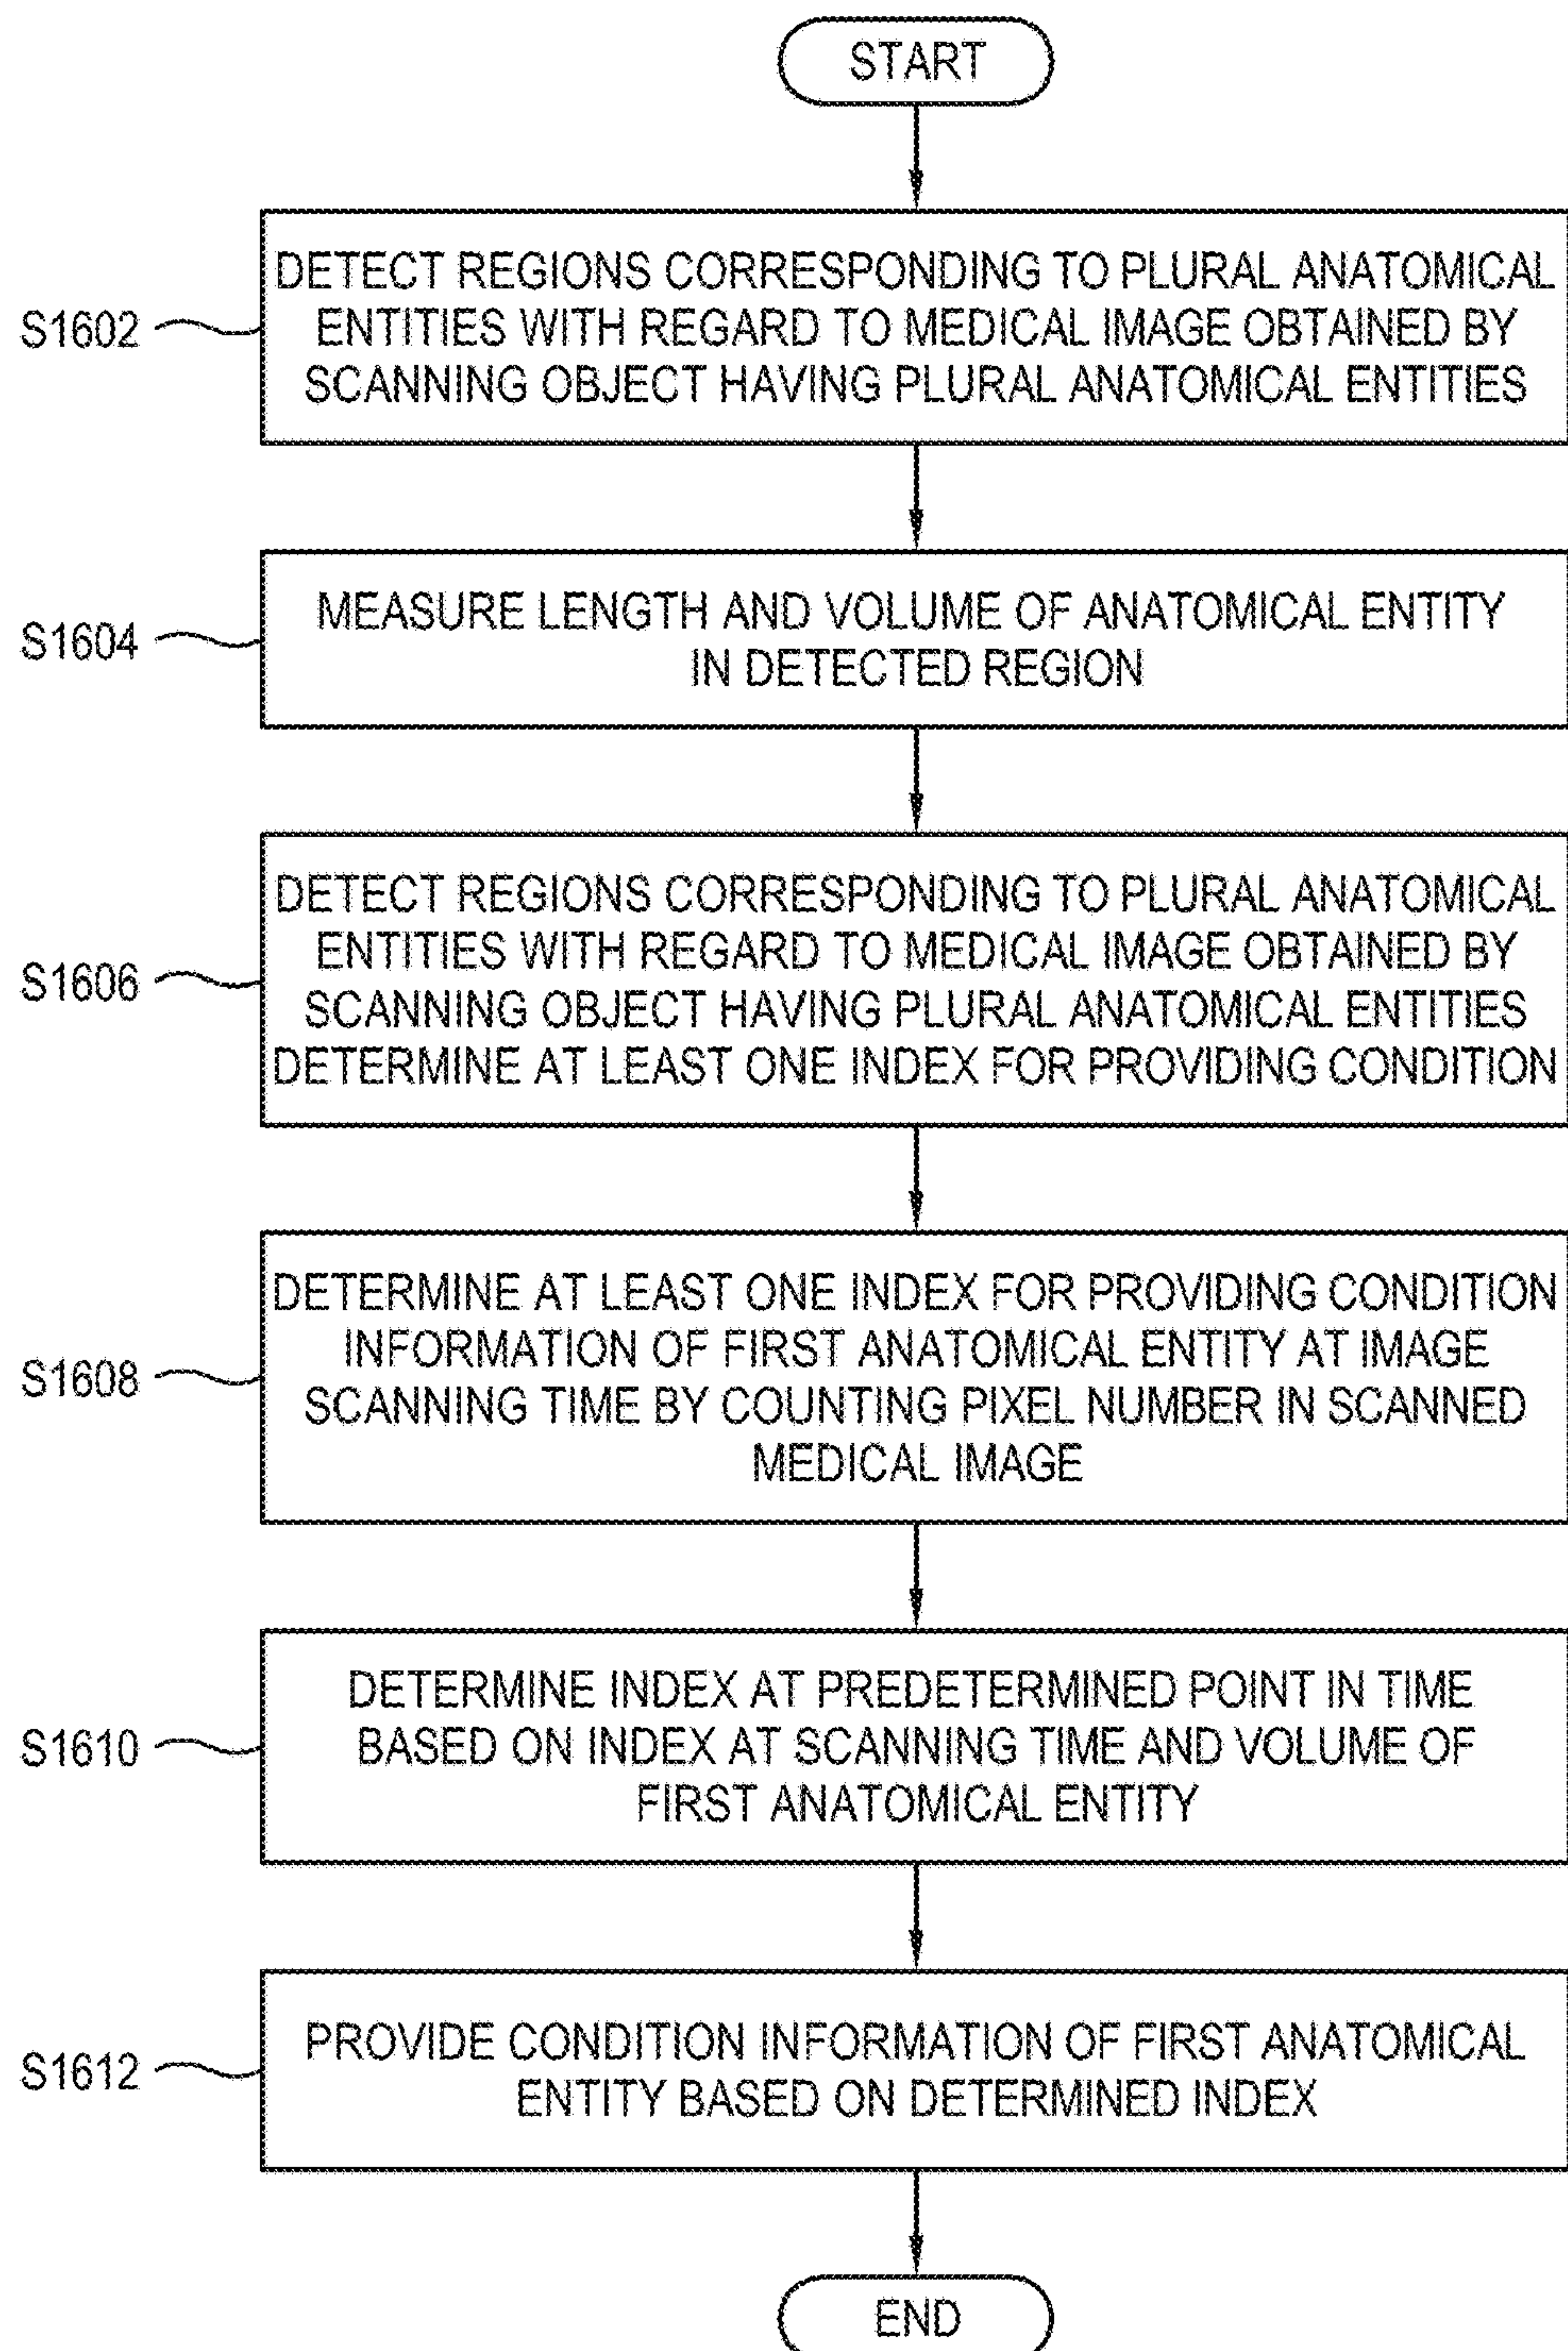 START
S1602
DETECT REGIONS CORRESPONDING TO PLURAL ANATOMICAL
ENTITIES WITH REGARD TO MEDICAL IMAGE OBTAINED BY
SCANNING OBJECT HAVING PLURAL ANATOMICAL ENTITIES
S1604
MEASURE LENGTH AND VOLUME OF ANATOMICAL ENTITY
IN DETECTED REGION
S1606
DETECT REGIONS CORRESPONDING TO PLURAL ANATOMICAL
ENTITIES WITH REGARD TO MEDICAL IMAGE OBTAINED BY
SCANNING OBJECT HAVING PLURAL ANATOMICAL ENTITIES
DETERMINE AT LEAST ONE INDEX FOR PROVIDING CONDITION
S1608
DETERMINE AT LEAST ONE INDEX FOR PROVIDING CONDITION
INFORMATION OF FIRST ANATOMICAL ENTITY AT IMAGE
SCANNING TIME BY COUNTING PIXEL NUMBER IN SCANNED
MEDICAL IMAGE
S1610
DETERMINE INDEX AT PREDETERMINED POINT IN TIME
BASED ON INDEX AT SCANNING TIME AND VOLUME OF
FIRST ANATOMICAL ENTITY
S1612
PROVIDE CONDITION INFORMATION OF FIRST ANATOMICAL
ENTITY BASED ON DETERMINED INDEX
END